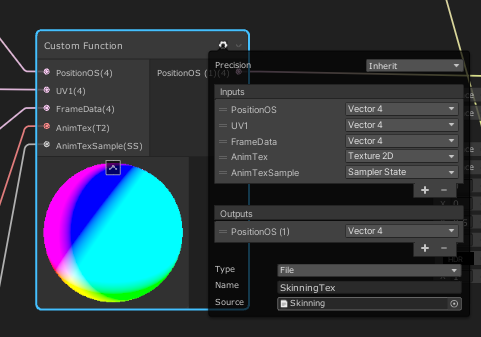 Custom Function
PositionOS(4)
UV1(4)
FrameData(4)
AnimTex(T2)
AnimTexSample(SS)
PositionOS (1)(4)
Precision Inherit
Inputs
PositionOS Vector 4
UV1 Vector 4
FrameData Vector 4
AnimTex Texture 2D
AnimTexSample Sampler State
+ −
Outputs
PositionOS (1) Vector 4
+ −
Type File
Name SkinningTex
Source Skinning